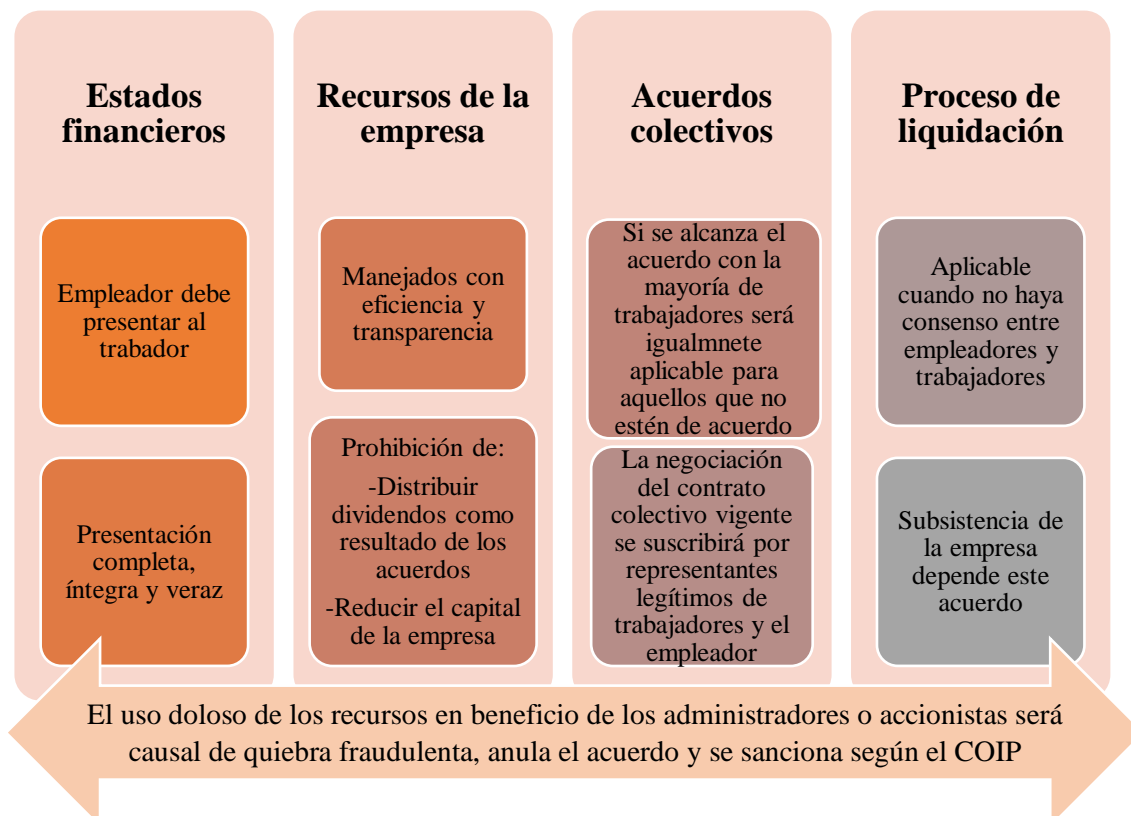 Estados
financieros
Empleador debe
presentar al
trabador
Presentación
completa,
íntegra y veraz
Recursos de la
empresa
Manejados con
eficiencia y
transparencia
Prohibición de:
-Distribuir
dividendos como
resultado de los
acuerdos
-Reducir el capital
de la empresa
Acuerdos
colectivos
Si se alcanza el
acuerdo con la
mayoría de
trabajadores será
igualmnete
aplicable para
aquellos que no
estén de acuerdo
La negociación
del contrato
colectivo vigente
se suscribirá por
representantes
legítimos de
trabajadores y el
empleador
Proceso de
liquidación
Aplicable
cuando no haya
consenso entre
empleadores y
trabajadores
Subsistencia de
la empresa
depende este
acuerdo
El uso doloso de los recursos en beneficio de los administradores o accionistas será
causal de quiebra fraudulenta, anula el acuerdo y se sanciona según el COIP